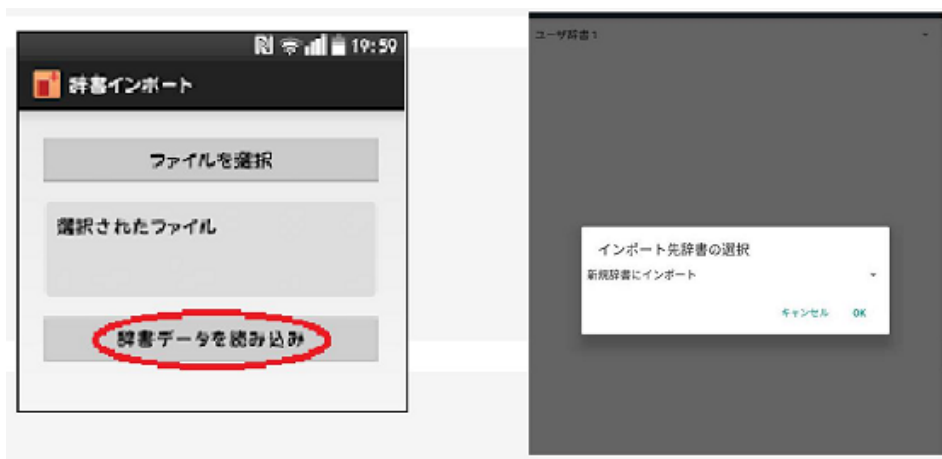 19:59
辞書インポート
ファイルを選択
選択されたファイル
辞書データを読み込み
ユーザ辞書1
インポート先辞書の選択
新規辞書にインポート
キャンセル OK